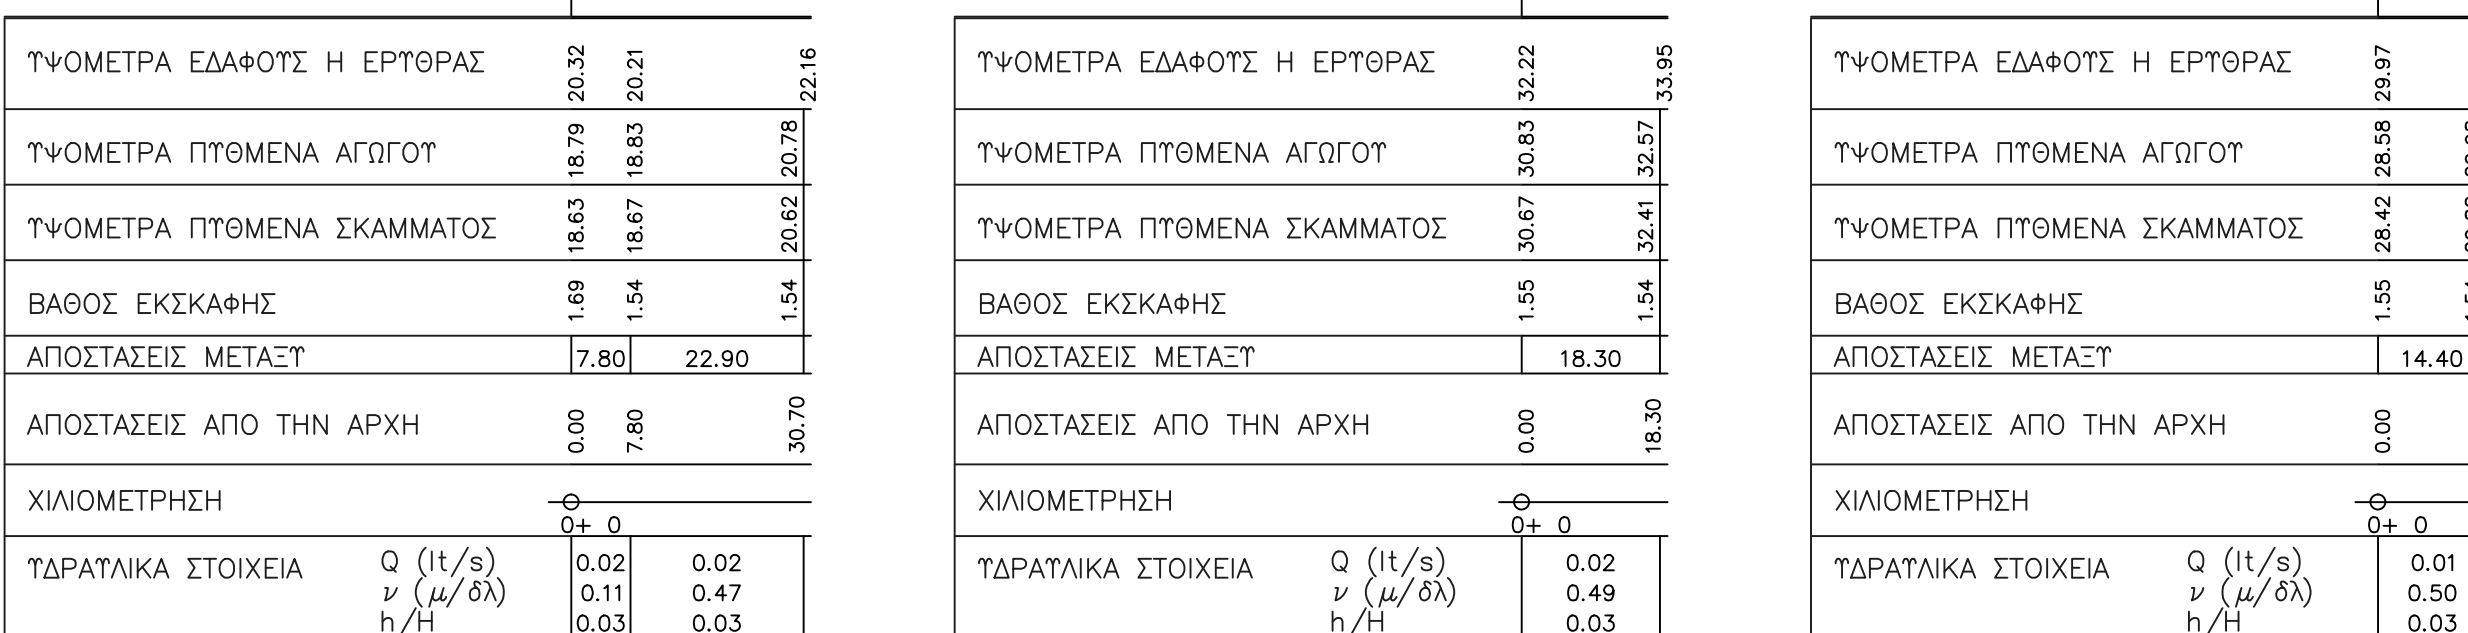 ΥΨΟΜΕΤΡΑ ΕΔΑΦΟΥΣ Η ΕΡΥΘΡΑΣ 20.32 20.21 22.16
ΥΨΟΜΕΤΡΑ ΠΥΘΜΕΝΑ ΑΓΩΓΟΥ 18.79 18.83 20.78
ΥΨΟΜΕΤΡΑ ΠΥΘΜΕΝΑ ΣΚΑΜΜΑΤΟΣ 18.63 18.67 20.62
ΒΑΘΟΣ ΕΚΣΚΑΦΗΣ 1.69 1.54 1.54
ΑΠΟΣΤΑΣΕΙΣ ΜΕΤΑΞΥ 7.80 22.90
ΑΠΟΣΤΑΣΕΙΣ ΑΠΟ ΤΗΝ ΑΡΧΗ 0.00 7.80 30.70
ΧΙΛΙΟΜΕΤΡΗΣΗ
0+ 0
ΥΔΡΑΥΛΙΚΑ ΣΤΟΙΧΕΙΑ Q (lt/s) 0.02 0.02
ν (μ/δλ) 0.11 0.47
h/H 0.03 0.03
ΥΨΟΜΕΤΡΑ ΕΔΑΦΟΥΣ Η ΕΡΥΘΡΑΣ 32.22 33.95
ΥΨΟΜΕΤΡΑ ΠΥΘΜΕΝΑ ΑΓΩΓΟΥ 30.83 32.57
ΥΨΟΜΕΤΡΑ ΠΥΘΜΕΝΑ ΣΚΑΜΜΑΤΟΣ 30.67 32.41
ΒΑΘΟΣ ΕΚΣΚΑΦΗΣ 1.55 1.54
ΑΠΟΣΤΑΣΕΙΣ ΜΕΤΑΞΥ 18.30
ΑΠΟΣΤΑΣΕΙΣ ΑΠΟ ΤΗΝ ΑΡΧΗ 0.00 18.30
ΧΙΛΙΟΜΕΤΡΗΣΗ
0+ 0
ΥΔΡΑΥΛΙΚΑ ΣΤΟΙΧΕΙΑ Q (lt/s) 0.02
ν (μ/δλ) 0.49
h/H 0.03
ΥΨΟΜΕΤΡΑ ΕΔΑΦΟΥΣ Η ΕΡΥΘΡΑΣ 29.97
ΥΨΟΜΕΤΡΑ ΠΥΘΜΕΝΑ ΑΓΩΓΟΥ 28.58
ΥΨΟΜΕΤΡΑ ΠΥΘΜΕΝΑ ΣΚΑΜΜΑΤΟΣ 28.42
ΒΑΘΟΣ ΕΚΣΚΑΦΗΣ 1.55
ΑΠΟΣΤΑΣΕΙΣ ΜΕΤΑΞΥ 14.40
ΑΠΟΣΤΑΣΕΙΣ ΑΠΟ ΤΗΝ ΑΡΧΗ 0.00
ΧΙΛΙΟΜΕΤΡΗΣΗ
0+ 0
ΥΔΡΑΥΛΙΚΑ ΣΤΟΙΧΕΙΑ Q (lt/s) 0.01
ν (μ/δλ) 0.50
h/H 0.03